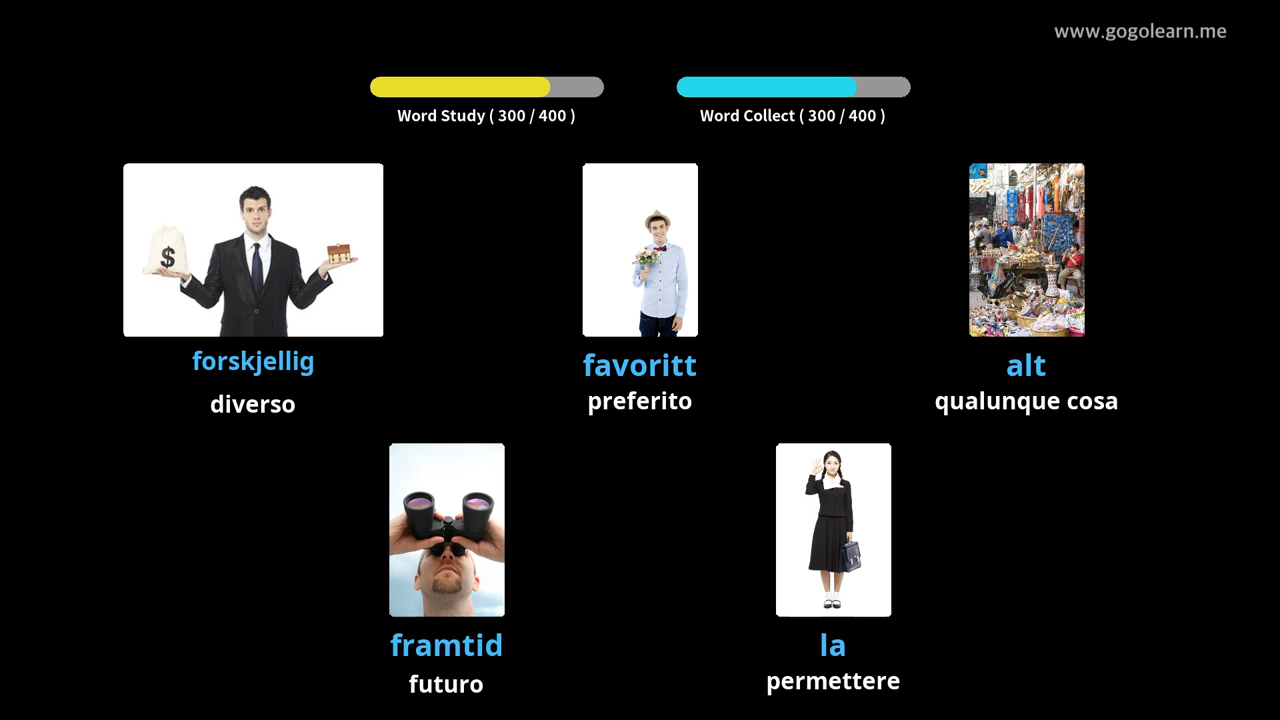 www.gogolearn.me
Word Study ( 300 / 400 )
Word Collect ( 300 / 400 )
$
forskjellig
favoritt
alt
diverso
preferito
qualunque cosa
framtid
la
futuro
permettere